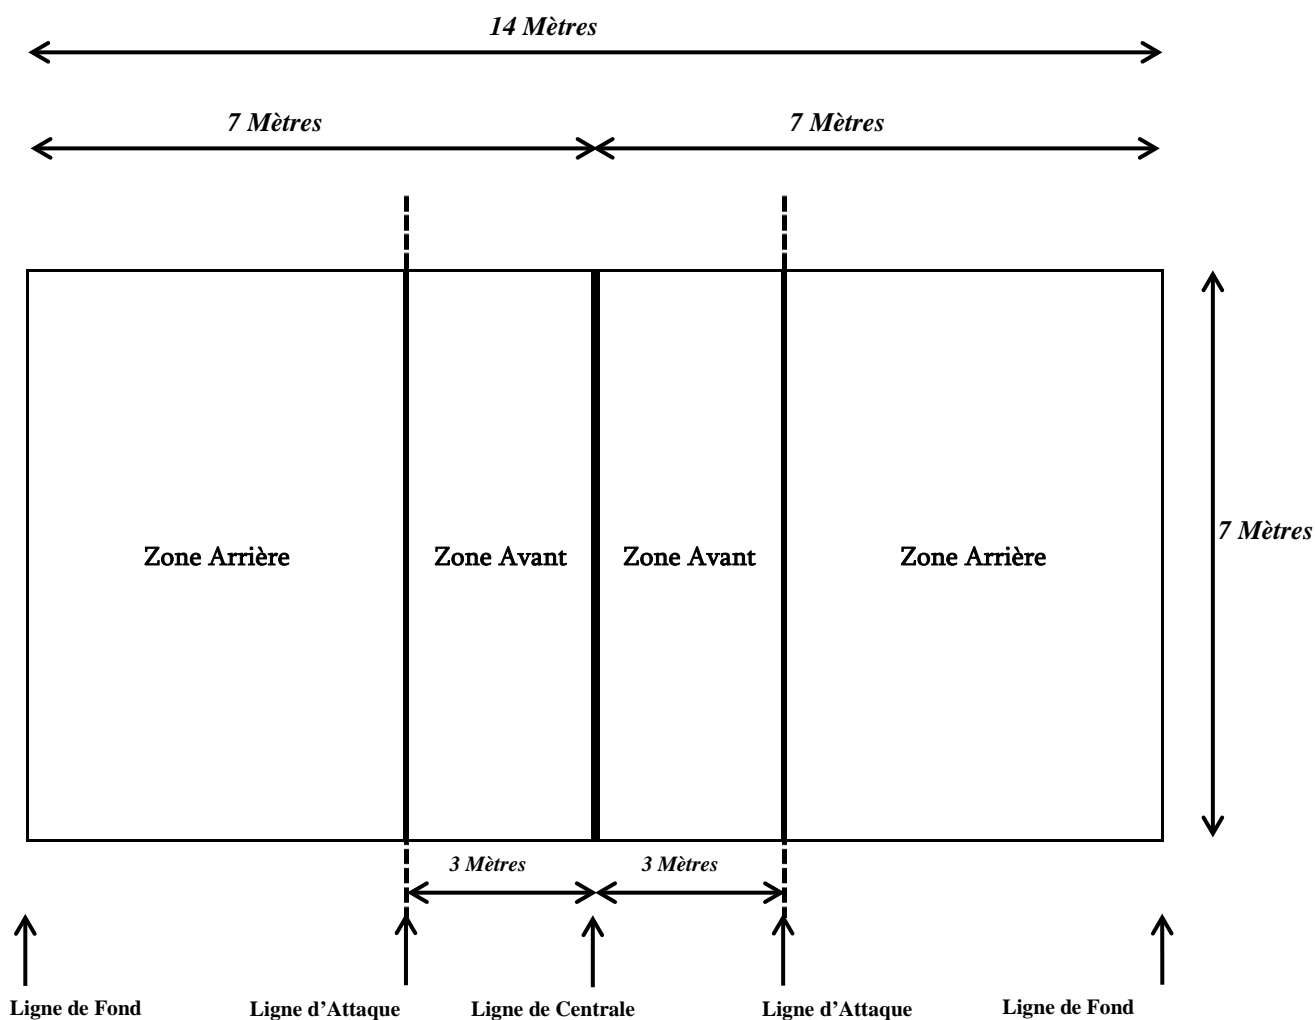 14 Mètres
7 Mètres
7 Mètres
7 Mètres
Zone Arrière
Zone Avant
Zone Avant
Zone Arrière
3 Mètres
3 Mètres
Ligne de Fond
Ligne d’Attaque
Ligne de Centrale
Ligne d’Attaque
Ligne de Fond